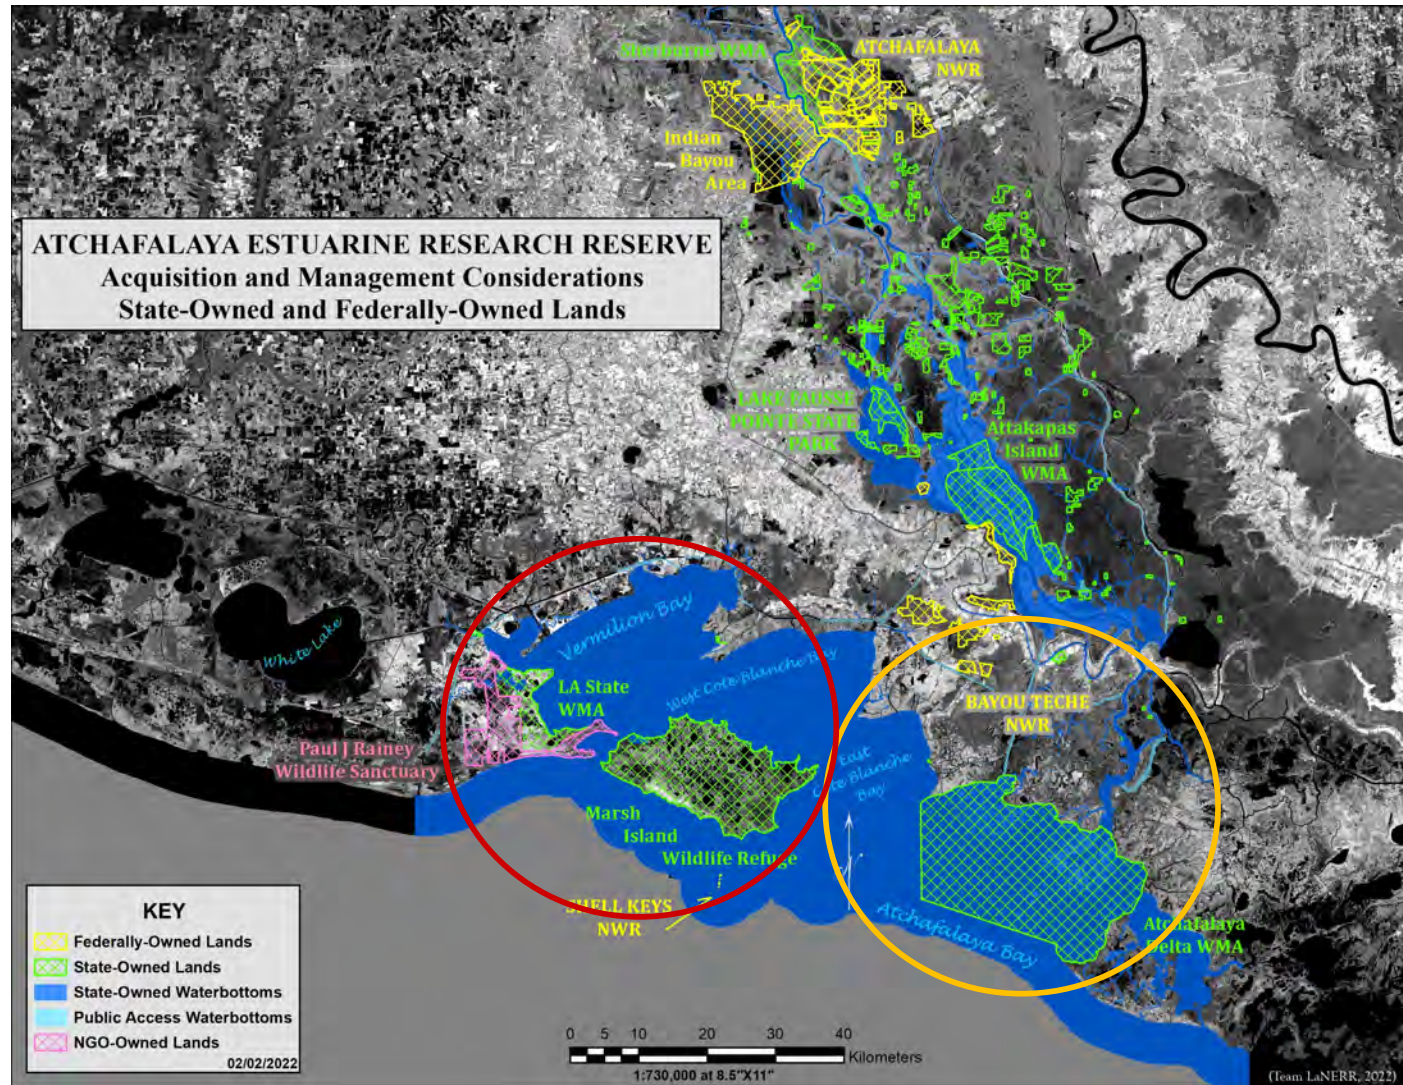 Sherburne WMA
ATCHAFALAYA
NWR
Indian
Bayou
Area
ATCHAFALAYA ESTUARINE RESEARCH RESERVE
Acquisition and Management Considerations
State-Owned and Federally-Owned Lands
LAKE FAUSSE
POINTE STATE
PARK
Attakapas
Island
WMA
White Lake
Vermilion Bay
West Cote Blanche Bay
LA State
WMA
BAYOU TECHE
NWR
Paul J Rainey
Wildlife Sanctuary
East
Cote Blanche
Bay
Marsh
Island
Wildlife Refuge
SHELL KEYS
NWR
Atchafalaya Bay
Atchafalaya
Delta WMA
KEY
Federally-Owned Lands
State-Owned Lands
State-Owned Waterbottoms
Public Access Waterbottoms
NGO-Owned Lands
02/02/2022
0 5 10 20 30 40
Kilometers
1:730,000 at 8.5"X11"
(Team LaNERR, 2022)